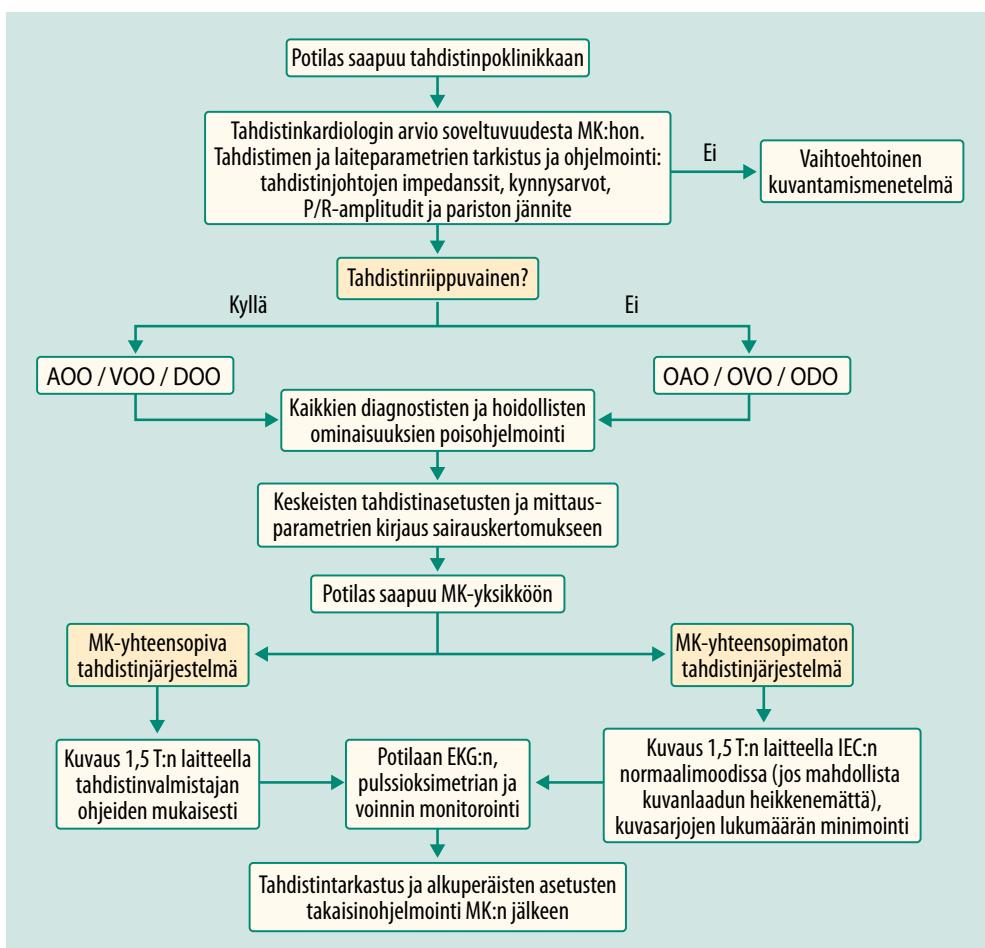 Potilas saapuu tahdistinpoklinikkaan
Tahdistinkardiologin arvio soveltuvuudesta MK:hon.
Tahdistimen ja laiteparametrien tarkistus ja ohjelmointi:
tahdistinjohtojen impedanssit, kynnysarvot,
P/R-amplitudit ja pariston jännite
Ei
Vaihtoehtoinen
kuvantamismenetelmä
Tahdistinriippuvainen?
Kyllä
Ei
AOO / VOO / DOO
OAO / OVO / ODO
Kaikkien diagnostisten ja hoidollisten
ominaisuuksien poisohjelmointi
Keskeisten tahdistinasetusten ja mittaus-
parametrien kirjaus sairauskertomukseen
Potilas saapuu MK-yksikköön
MK-yhteensopiva
tahdistinjärjestelmä
MK-yhteensopimaton
tahdistinjärjestelmä
Kuvaus 1,5 T:n laitteella
tahdistinvalmistajan
ohjeiden mukaisesti
Potilaan EKG:n,
pulssioksimetrian ja
voinnin monitorointi
Kuvaus 1,5 T:n laitteella IEC:n
normaalimoodissa (jos mahdollista
kuvanlaadun heikkenemättä),
kuvasarjojen lukumäärän minimointi
Tahdistintarkastus ja alkuperäisten asetusten
takaisinohjelmointi MK:n jälkeen